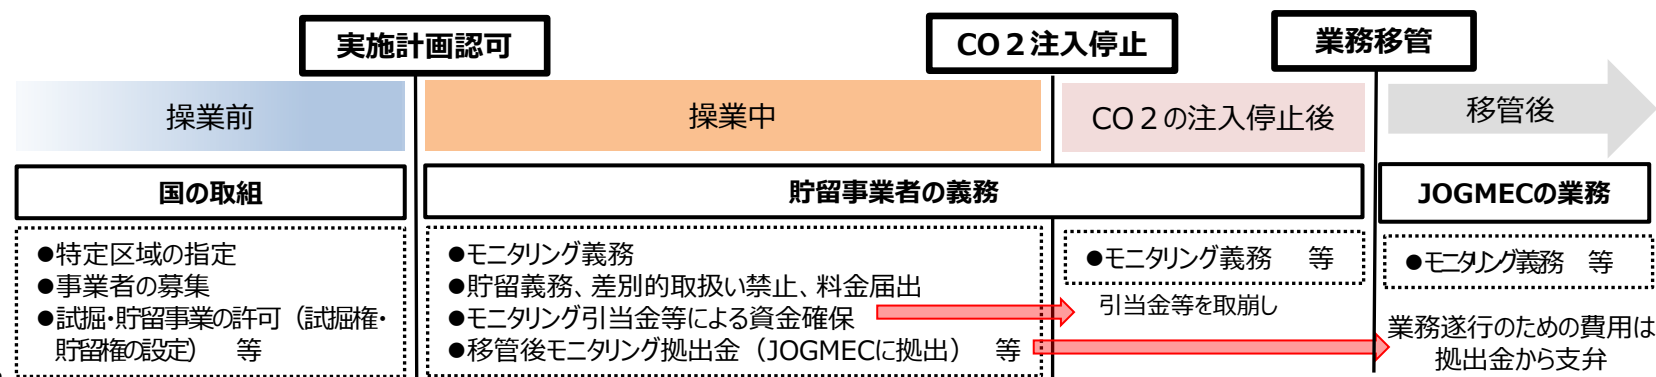 実施計画認可
CO２注入停止
業務移管
操業前
操業中
CO２の注入停止後
移管後
国の取組
貯留事業者の義務
JOGMECの業務
●特定区域の指定
●事業者の募集
●試掘・貯留事業の許可（試掘権・
貯留権の設定）　等
●モニタリング義務
●貯留義務、差別的取扱い禁止、料金届出
●モニタリング引当金等による資金確保
●移管後モニタリング拠出金（JOGMECに拠出）　等
●モニタリング義務　等
引当金等を取崩し
●モニタリング義務　等
業務遂行のための費用は
拠出金から支弁